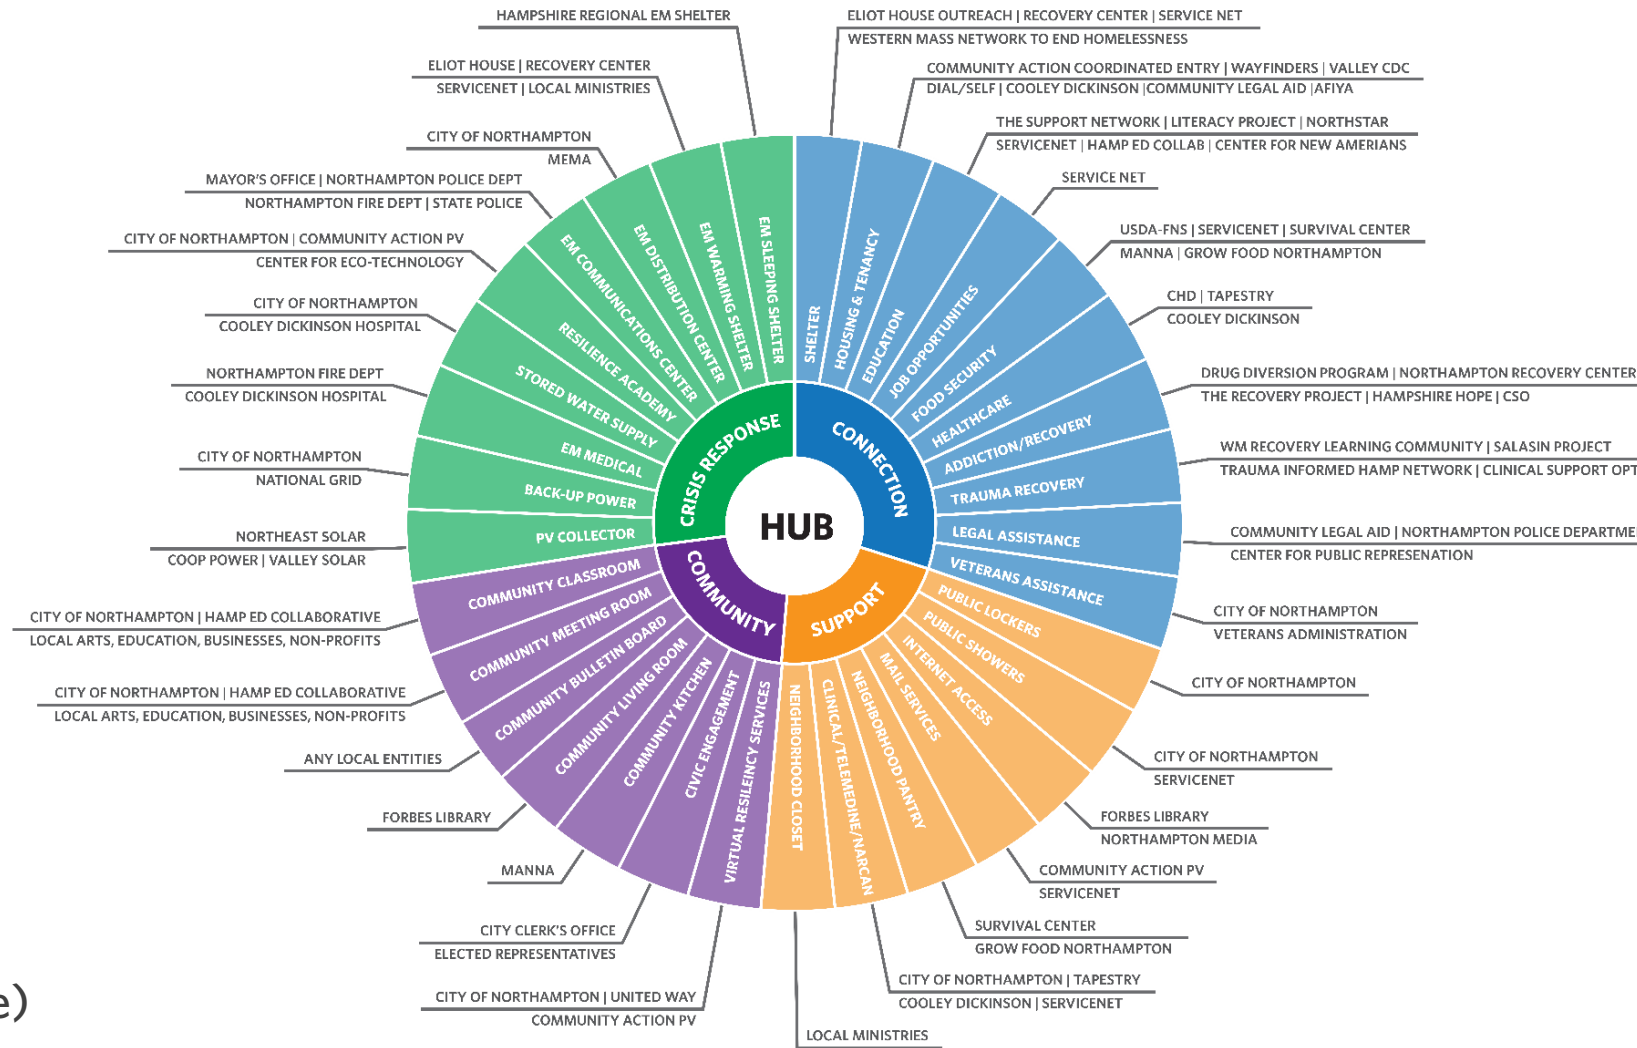 HAMPSHIRE REGIONAL EM SHELTER
ELIOT HOUSE | RECOVERY CENTER
SERVICENET | LOCAL MINISTRIES
CITY OF NORTHAMPTON
MEMA
MAYOR'S OFFICE | NORTHAMPTON POLICE DEPT
NORTHAMPTON FIRE DEPT | STATE POLICE
CITY OF NORTHAMPTON | COMMUNITY ACTION PV
CENTER FOR ECO-TECHNOLOGY
CITY OF NORTHAMPTON
COOLEY DICKINSON HOSPITAL
NORTHAMPTON FIRE DEPT
COOLEY DICKINSON HOSPITAL
CITY OF NORTHAMPTON
NATIONAL GRID
NORTHEAST SOLAR
COOP POWER | VALLEY SOLAR
CITY OF NORTHAMPTON | HAMP ED COLLABORATIVE
LOCAL ARTS, EDUCATION, BUSINESSES, NON-PROFITS
CITY OF NORTHAMPTON | HAMP ED COLLABORATIVE
LOCAL ARTS, EDUCATION, BUSINESSES, NON-PROFITS
ANY LOCAL ENTITIES
FORBES LIBRARY
MANNA
CITY CLERK'S OFFICE
ELECTED REPRESENTATIVES
CITY OF NORTHAMPTON | UNITED WAY
COMMUNITY ACTION PV
e)
ELIOT HOUSE OUTREACH | RECOVERY CENTER | SERVICE NET
WESTERN MASS NETWORK TO END HOMELESSNESS
COMMUNITY ACTION COORDINATED ENTRY | WAYFINDERS | VALLEY CDC
DIAL/SELF | COOLEY DICKINSON |COMMUNITY LEGAL AID |AFIYA
THE SUPPORT NETWORK | LITERACY PROJECT | NORTHSTAR
SERVICENET | HAMP ED COLLAB | CENTER FOR NEW AMERIANS
SERVICE NET
USDA-FNS | SERVICENET | SURVIVAL CENTER
MANNA | GROW FOOD NORTHAMPTON
CHD | TAPESTRY
COOLEY DICKINSON
DRUG DIVERSION PROGRAM | NORTHAMPTON RECOVERY CENTER
THE RECOVERY PROJECT | HAMPSHIRE HOPE | CSO
WM RECOVERY LEARNING COMMUNITY | SALASIN PROJECT
TRAUMA INFORMED HAMP NETWORK | CLINICAL SUPPORT OPT
COMMUNITY LEGAL AID | NORTHAMPTON POLICE DEPARTME
CENTER FOR PUBLIC REPRESENATION
CITY OF NORTHAMPTON
VETERANS ADMINISTRATION
CITY OF NORTHAMPTON
CITY OF NORTHAMPTON
SERVICENET
FORBES LIBRARY
NORTHAMPTON MEDIA
COMMUNITY ACTION PV
SERVICENET
SURVIVAL CENTER
GROW FOOD NORTHAMPTON
CITY OF NORTHAMPTON | TAPESTRY
COOLEY DICKINSON | SERVICENET
LOCAL MINISTRIES
EM SLEEPING SHELTER
EM WARMING SHELTER
EM DISTRIBUTION CENTER
EM COMMUNICATIONS CENTER
RESILIENCE ACADEMY
STORED WATER SUPPLY
EM MEDICAL
BACK-UP POWER
PV COLLECTOR
COMMUNITY CLASSROOM
COMMUNITY MEETING ROOM
COMMUNITY BULLETIN BOARD
COMMUNITY LIVING ROOM
COMMUNITY KITCHEN
CIVIC ENGAGEMENT
VIRTUAL RESILEINCY SERVICES
SHELTER
HOUSING & TENANCY
EDUCATION
JOB OPPORTUNITIES
FOOD SECURITY
HEALTHCARE
ADDICTION/RECOVERY
TRAUMA RECOVERY
LEGAL ASSISTANCE
VETERANS ASSISTANCE
PUBLIC LOCKERS
PUBLIC SHOWERS
INTERNET ACCESS
MAIL SERVICES
NEIGHBORHOOD PANTRY
CLINICAL/TELEMEDINE/NARCAN
NEIGHBORHOOD CLOSET
CRISIS RESPONSE
CONNECTION
COMMUNITY
SUPPORT
HUB